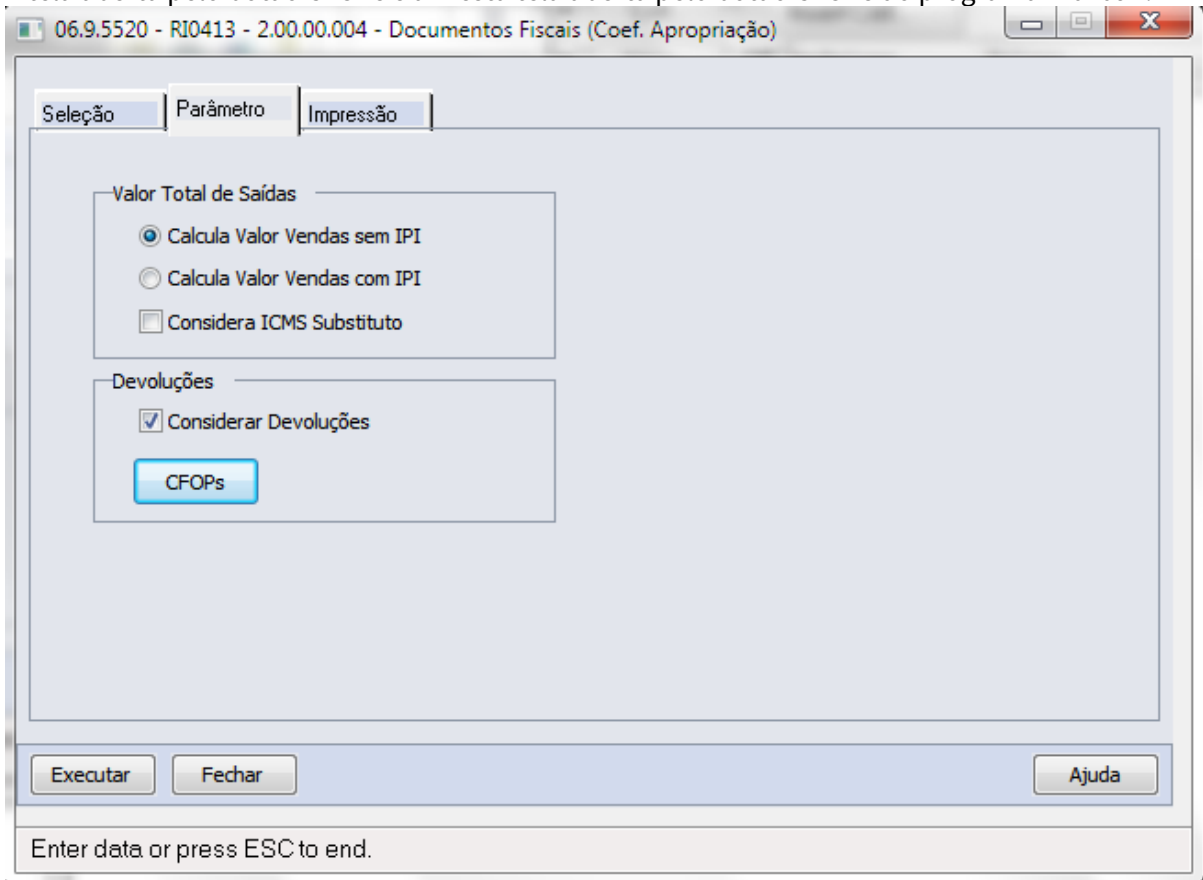 06.9.5520 - RI0413 - 2.00.00.004 - Documentos Fiscais (Coef. Apropriação)
Seleção Parâmetro Impressão
Valor Total de Saídas
Calcula Valor Vendas sem IPI
Calcula Valor Vendas com IPI
Considera ICMS Substituto
Devoluções
Considerar Devoluções
CFOPs
Executar Fechar Ajuda
Enter data or press ESC to end.